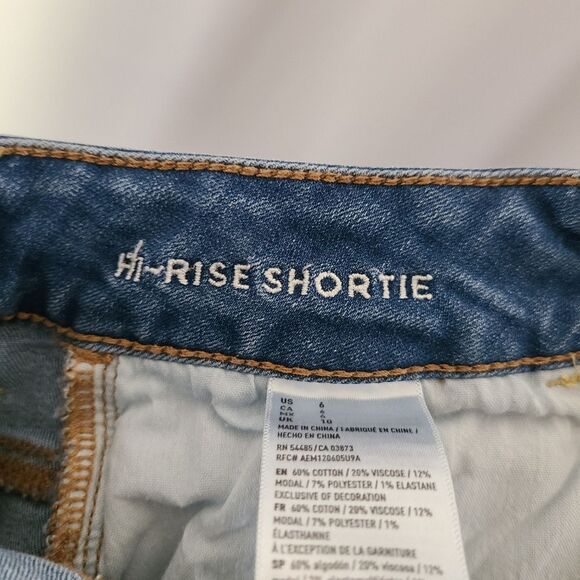 Hi-RISE SHORTIE
US 6
CA 6
MX 6
UK 10
MADE IN CHINA / FABRIQUÉ EN CHINE /
HECHO EN CHINA
RN 54485/CA 03873
RFC# AEM120605U9A
EN 60% COTTON / 20% VISCOSE / 12%
MODAL / 7% POLYESTER / 1% ELASTANE
EXCLUSIVE OF DECORATION
FR 60% COTON / 20% VISCOSE / 12%
MODAL / 7% POLYESTER / 1%
ÉLASTHANNE
À L'EXCEPTION DE LA GARNITURE
SP 60% algodón / 20% viscosa / 12%